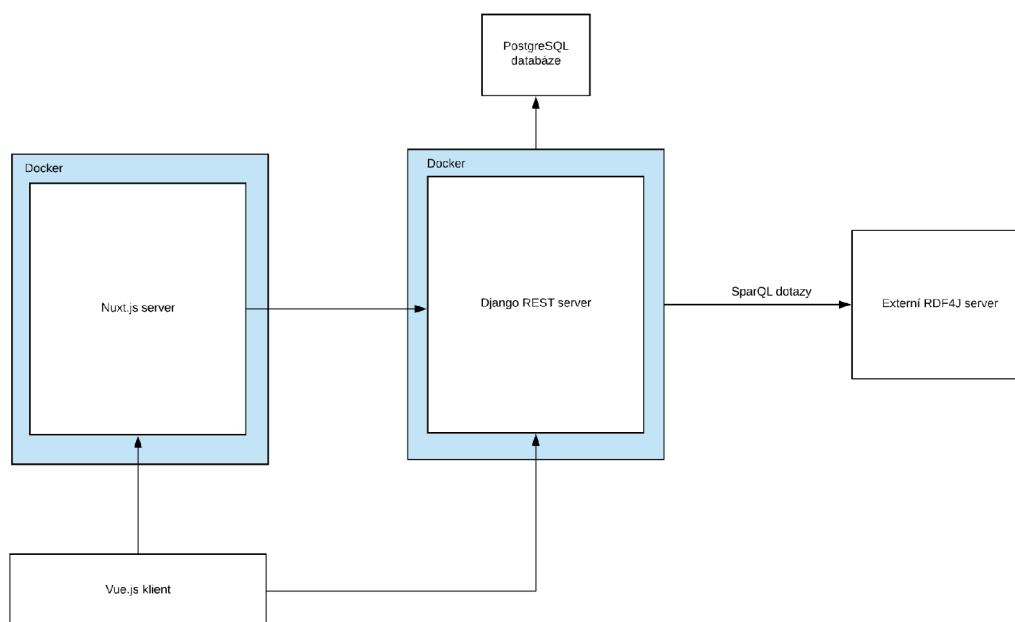 PostgreSQL
databáze
Docker
Docker
Nuxt.js server
Django REST server
SparQL dotazy
Externí RDF4J server
Vue.js klient